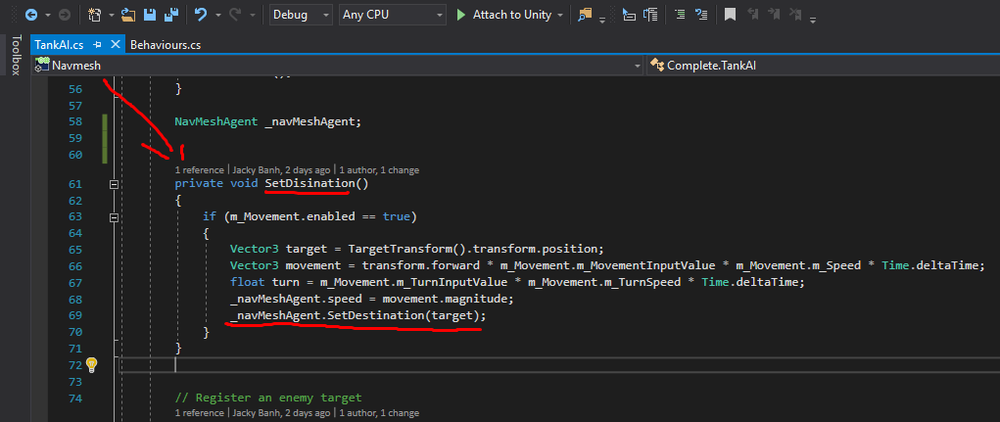 Debug Any CPU Attach to Unity
Toolbox
TankAI.cs Behaviours.cs
Navmesh Complete.TankAI
56 }
57
58 NavMeshAgent _navMeshAgent;
59
60
1 reference | Jacky Banh, 2 days ago | 1 author, 1 change
61 private void SetDisination()
62 {
63 if (m_Movement.enabled == true)
64 {
65 Vector3 target = TargetTransform().transform.position;
66 Vector3 movement = transform.forward * m_Movement.m_MovementInputValue * m_Movement.m_Speed * Time.deltaTime;
67 float turn = m_Movement.m_TurnInputValue * m_Movement.m_TurnSpeed * Time.deltaTime;
68 _navMeshAgent.speed = movement.magnitude;
69 _navMeshAgent.SetDestination(target);
70 }
71 }
72
73
74 // Register an enemy target
1 reference | Jacky Banh, 2 days ago | 1 author, 1 change